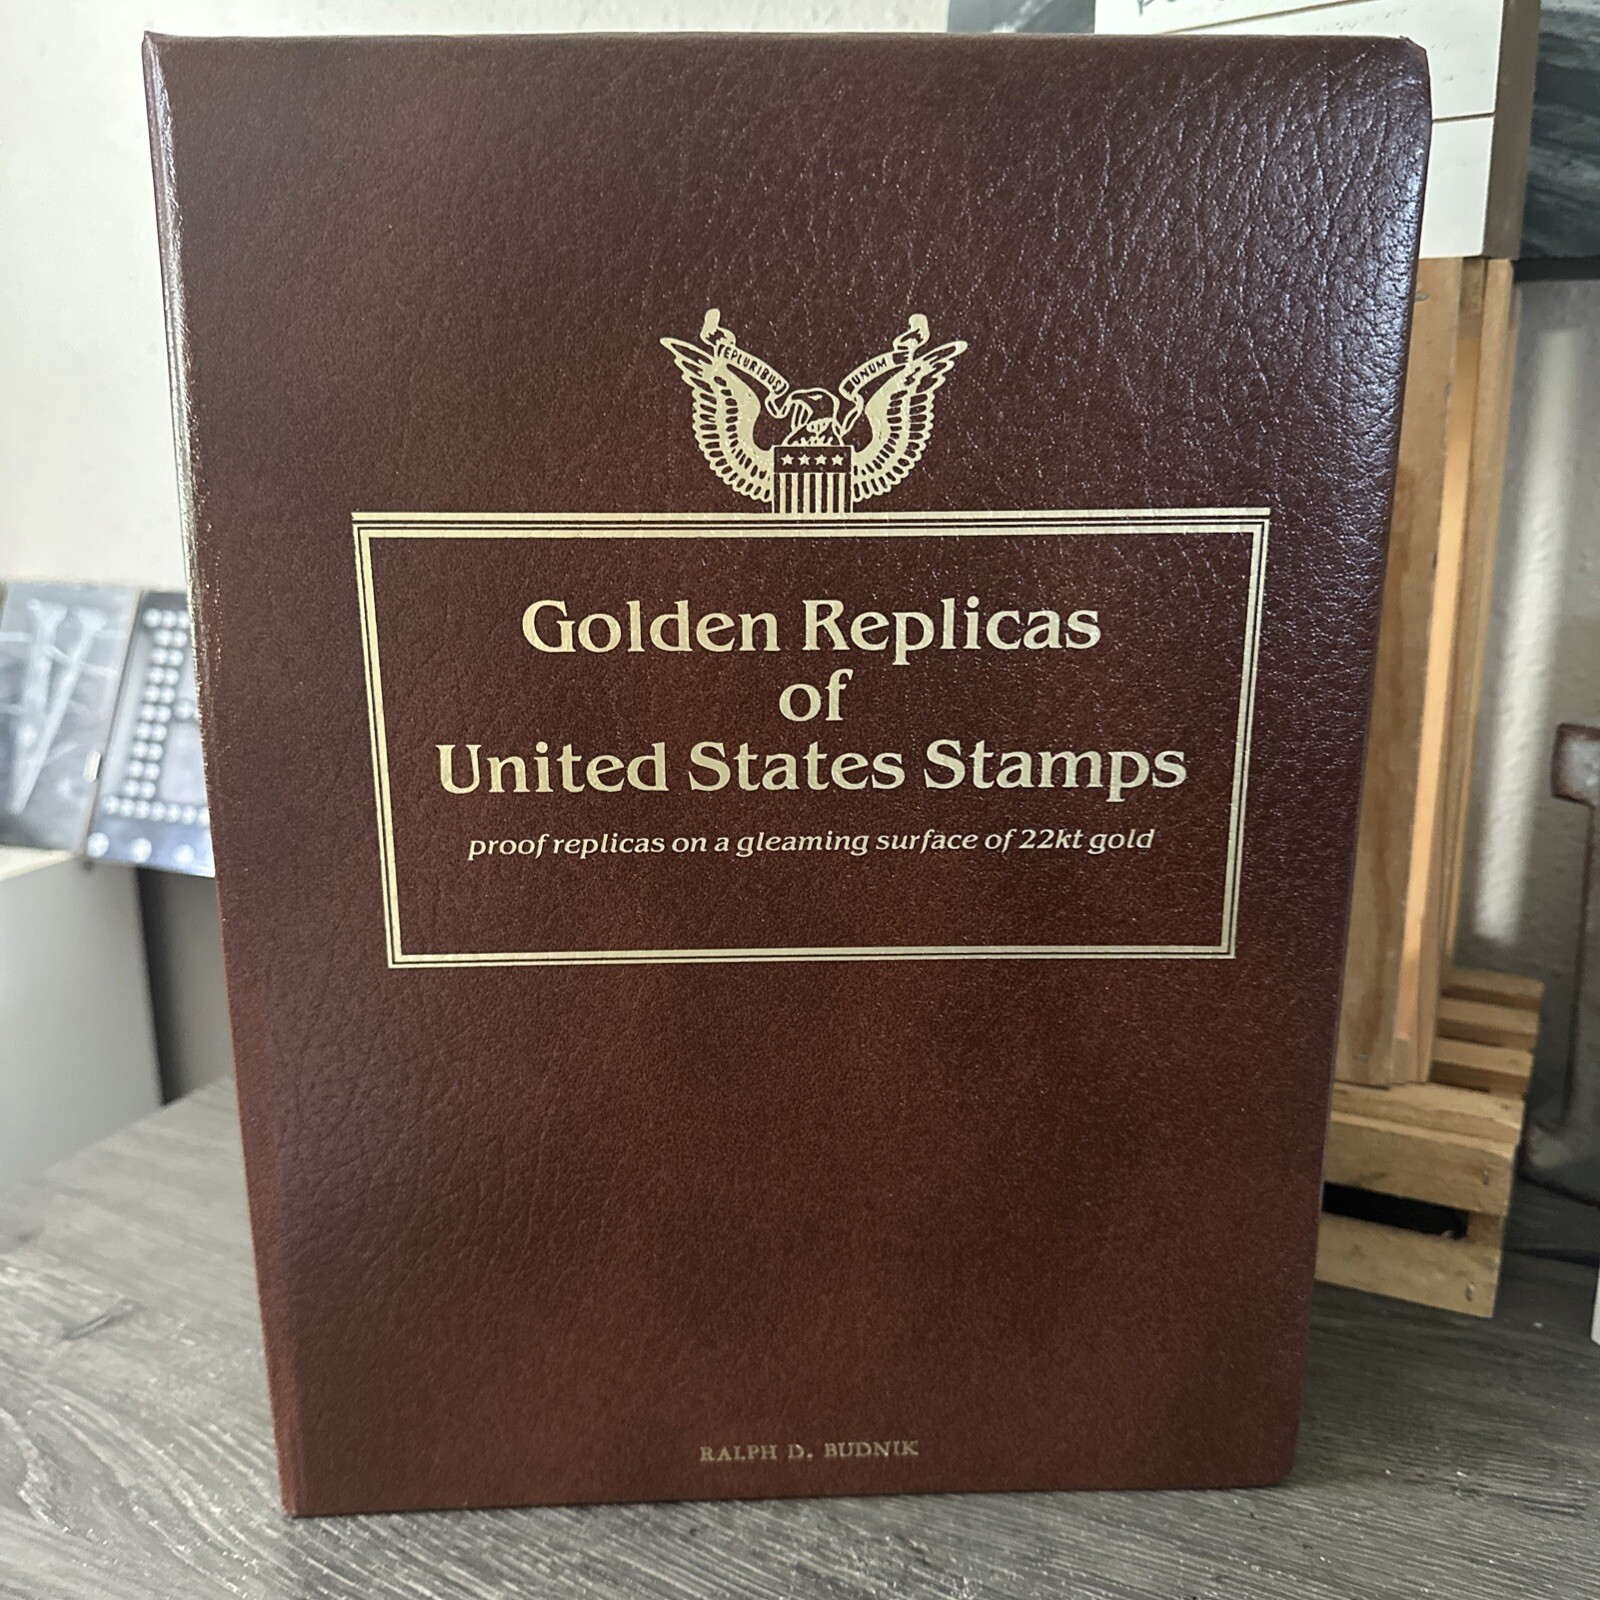 E PLURIBUS UNUM
Golden Replicas
of
United States Stamps
proof replicas on a gleaming surface of 22kt gold
RALPH D. BUDNIK